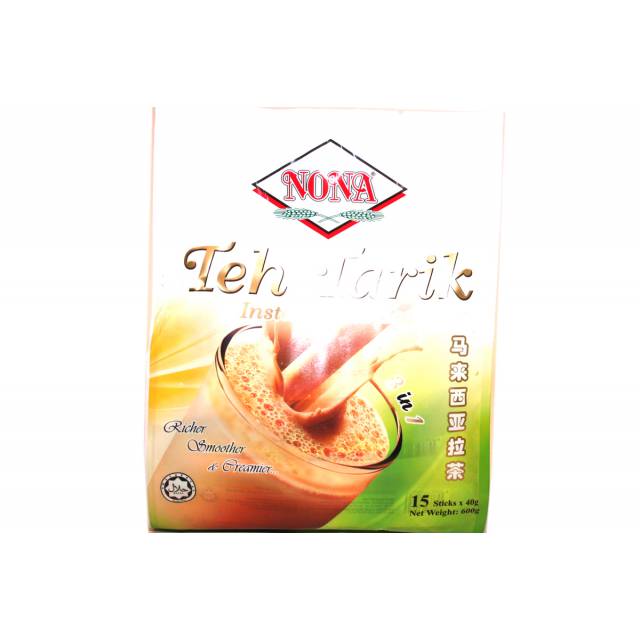 NONA
Teh Tarik
3 in 1
马来西亚拉茶
Richer
Smoother
& Creamier
15 Sticks x 40g
Net Weight: 600g